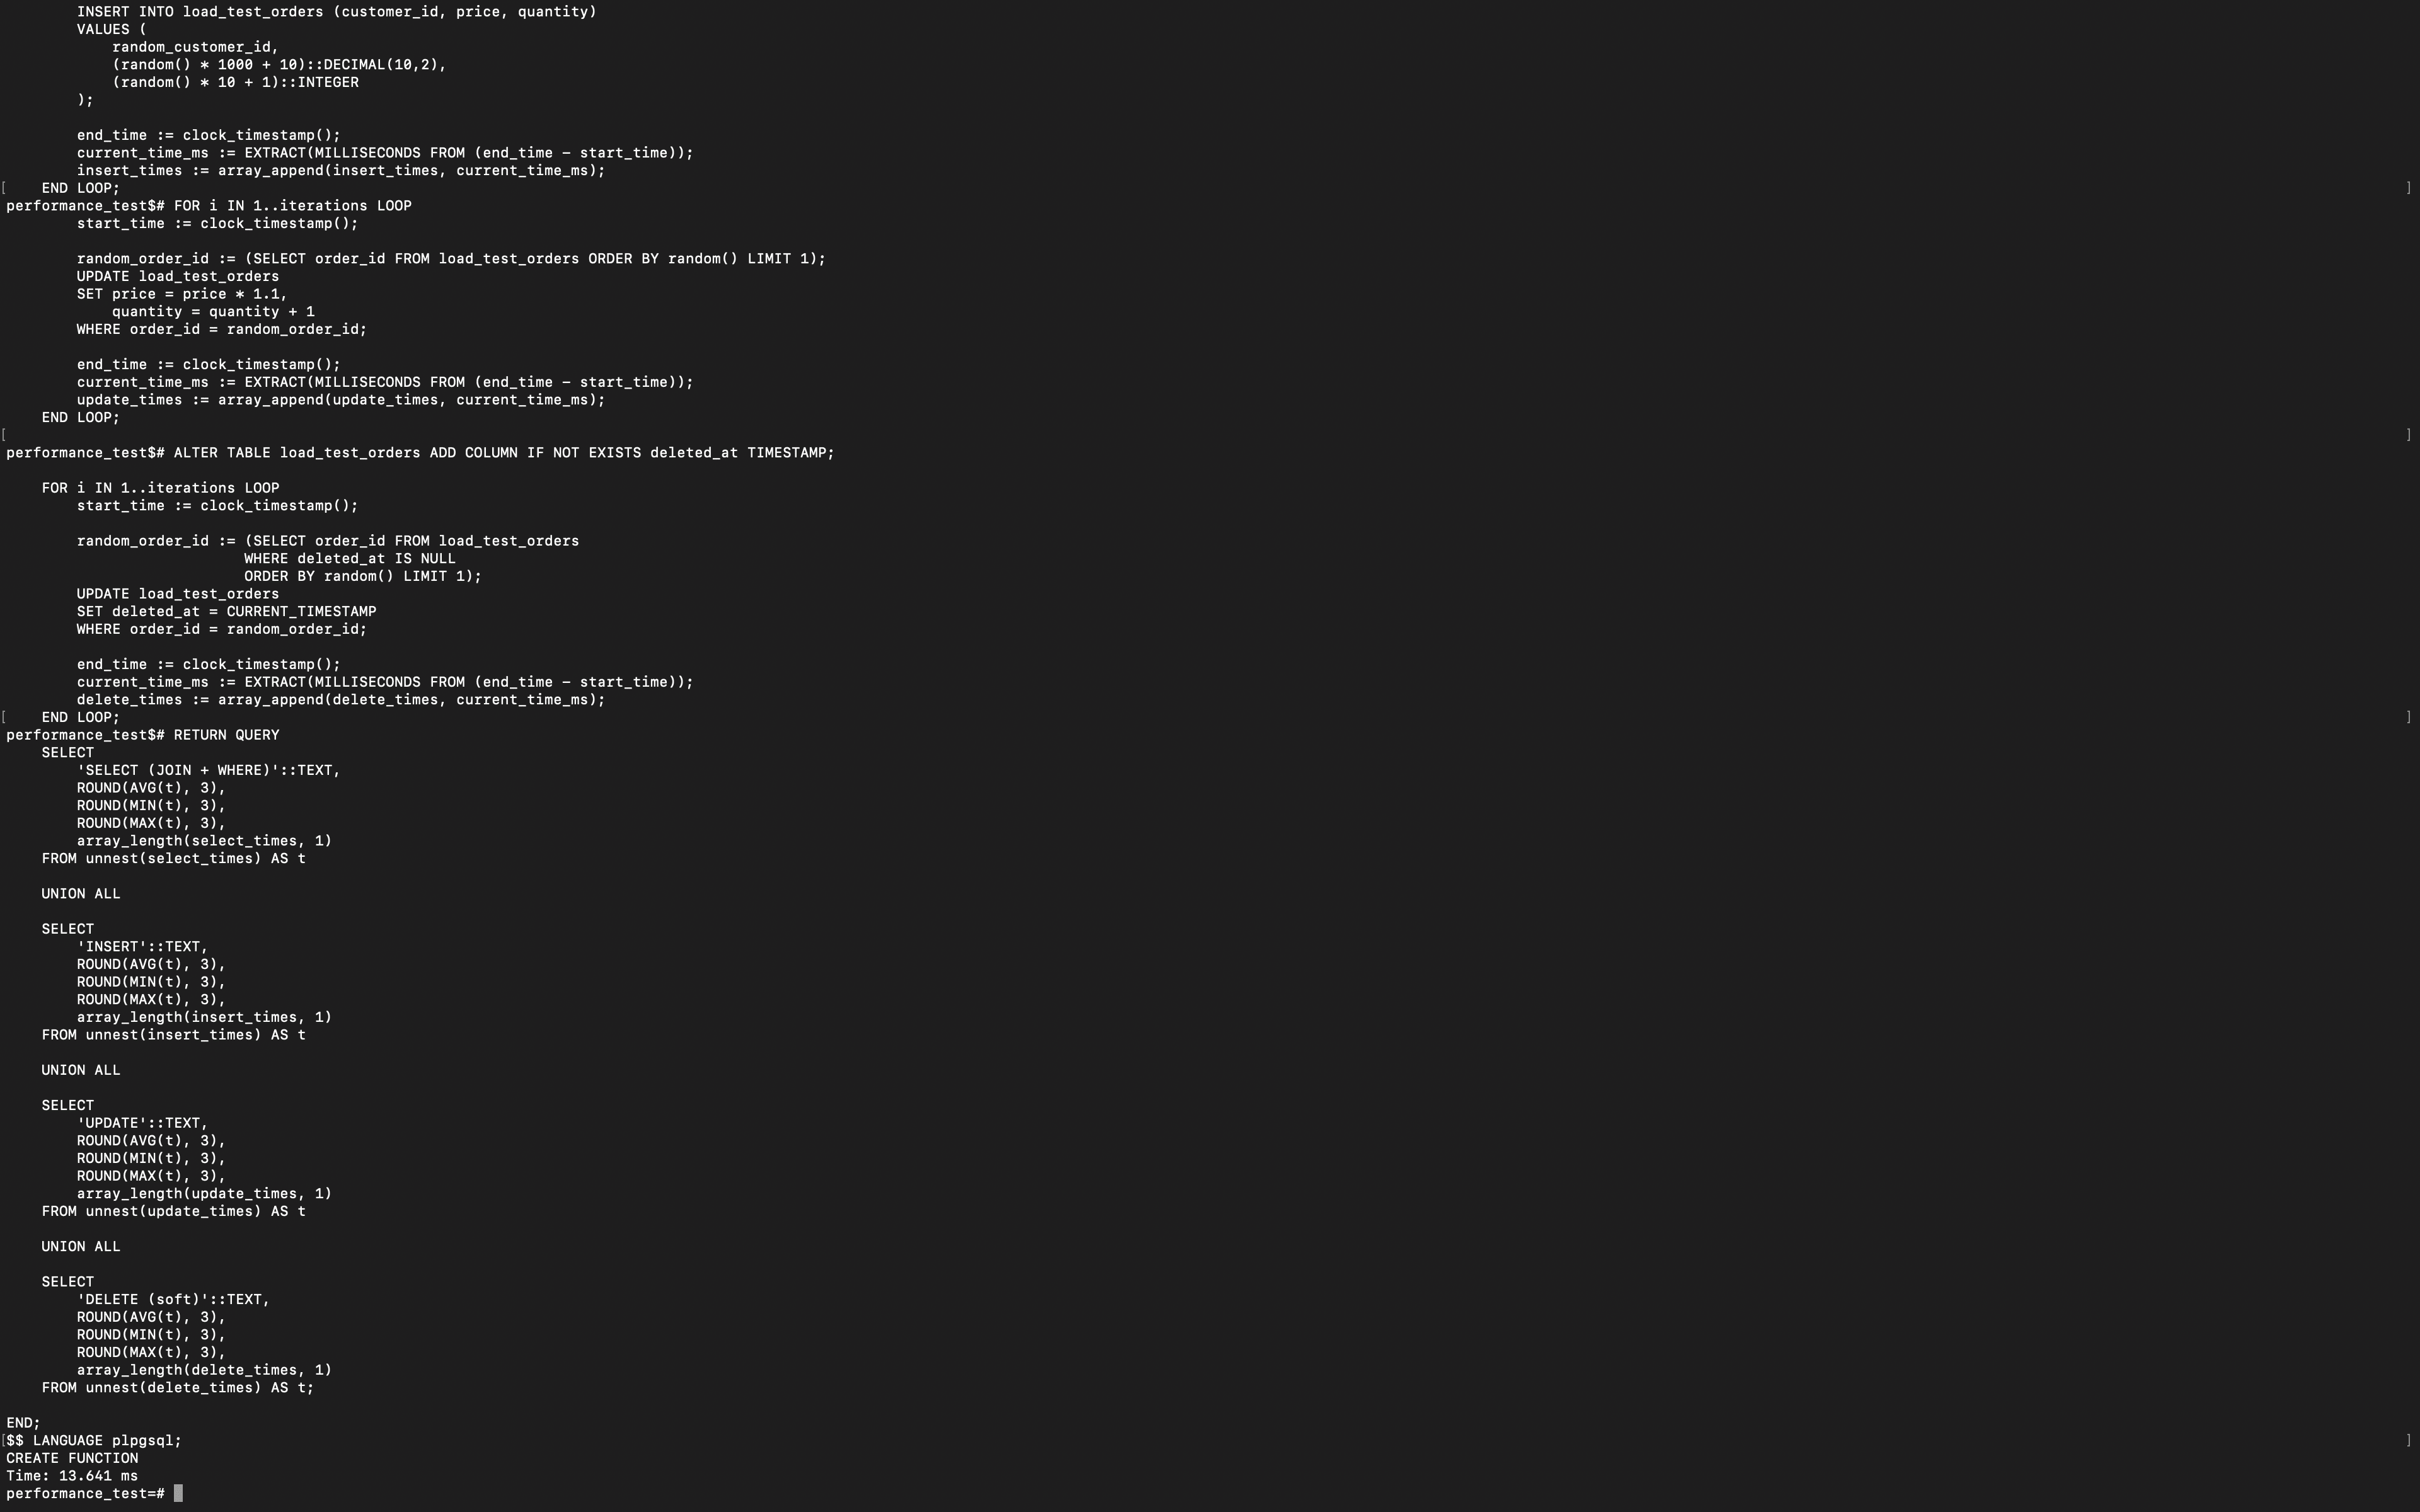 INSERT INTO load_test_orders (customer_id, price, quantity)
        VALUES (
            random_customer_id,
            (random() * 1000 + 10)::DECIMAL(10,2),
            (random() * 10 + 1)::INTEGER
        );

        end_time := clock_timestamp();
        current_time_ms := EXTRACT(MILLISECONDS FROM (end_time - start_time));
        insert_times := array_append(insert_times, current_time_ms);
[    END LOOP; ]
performance_test$# FOR i IN 1..iterations LOOP
        start_time := clock_timestamp();

        random_order_id := (SELECT order_id FROM load_test_orders ORDER BY random() LIMIT 1);
        UPDATE load_test_orders
        SET price = price * 1.1,
            quantity = quantity + 1
        WHERE order_id = random_order_id;

        end_time := clock_timestamp();
        current_time_ms := EXTRACT(MILLISECONDS FROM (end_time - start_time));
        update_times := array_append(update_times, current_time_ms);
    END LOOP;
[ ]
performance_test$# ALTER TABLE load_test_orders ADD COLUMN IF NOT EXISTS deleted_at TIMESTAMP;

    FOR i IN 1..iterations LOOP
        start_time := clock_timestamp();

        random_order_id := (SELECT order_id FROM load_test_orders
                           WHERE deleted_at IS NULL
                           ORDER BY random() LIMIT 1);
        UPDATE load_test_orders
        SET deleted_at = CURRENT_TIMESTAMP
        WHERE order_id = random_order_id;

        end_time := clock_timestamp();
        current_time_ms := EXTRACT(MILLISECONDS FROM (end_time - start_time));
        delete_times := array_append(delete_times, current_time_ms);
[    END LOOP; ]
performance_test$# RETURN QUERY
    SELECT
        'SELECT (JOIN + WHERE)'::TEXT,
        ROUND(AVG(t), 3),
        ROUND(MIN(t), 3),
        ROUND(MAX(t), 3),
        array_length(select_times, 1)
    FROM unnest(select_times) AS t

    UNION ALL

    SELECT
        'INSERT'::TEXT,
        ROUND(AVG(t), 3),
        ROUND(MIN(t), 3),
        ROUND(MAX(t), 3),
        array_length(insert_times, 1)
    FROM unnest(insert_times) AS t

    UNION ALL

    SELECT
        'UPDATE'::TEXT,
        ROUND(AVG(t), 3),
        ROUND(MIN(t), 3),
        ROUND(MAX(t), 3),
        array_length(update_times, 1)
    FROM unnest(update_times) AS t

    UNION ALL

    SELECT
        'DELETE (soft)'::TEXT,
        ROUND(AVG(t), 3),
        ROUND(MIN(t), 3),
        ROUND(MAX(t), 3),
        array_length(delete_times, 1)
    FROM unnest(delete_times) AS t;

END;
[$$ LANGUAGE plpgsql; ]
CREATE FUNCTION
Time: 13.641 ms
performance_test=#